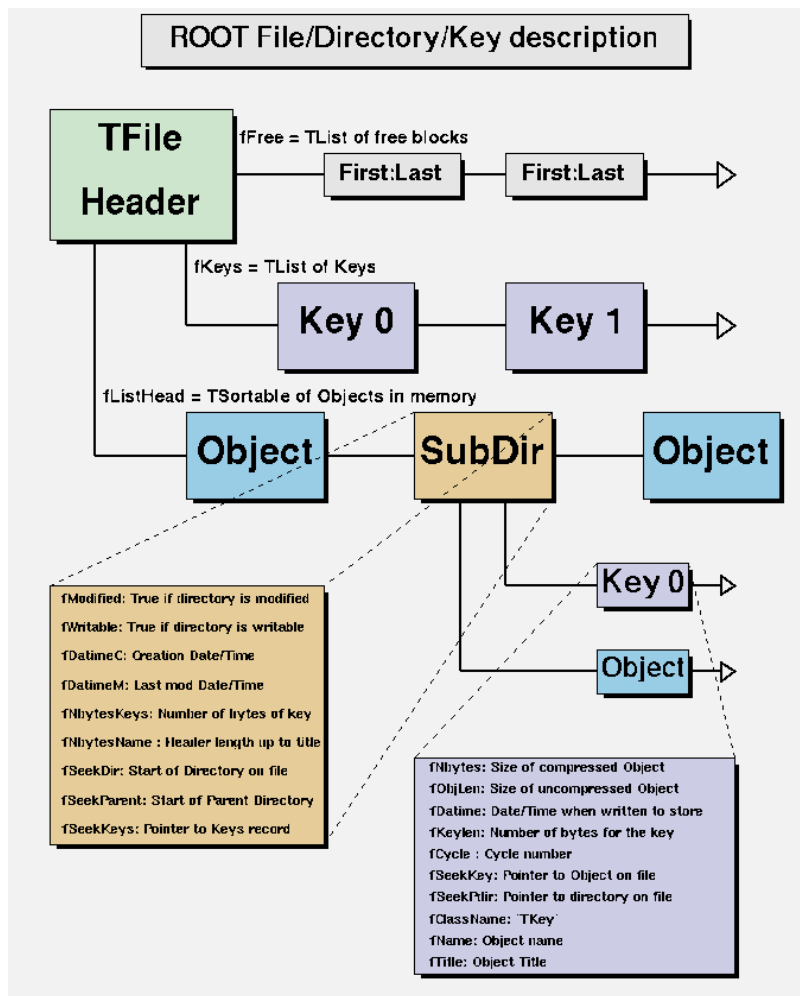 ROOT File/Directory/Key description
TFile
Header
fFree = TList of free blocks
First:Last
First:Last
fKeys = TList of Keys
Key 0
Key 1
fListHead = TSortable of Objects in memory
Object
SubDir
Object
Key 0
Object
fModified: True if directory is modified
fWritable: True if directory is writable
fDatimeC: Creation Date/Time
fDatimeM: Last mod Date/Time
fNbytesKeys: Number of bytes of key
fNbytesName : Header length up to title
fSeekDir: Start of Directory on file
fSeekParent: Start of Parent Directory
fSeekKeys: Pointer to Keys record
fNbytes: Size of compressed Object
fObjLen: Size of uncompressed Object
fDatime: Date/Time when written to store
fKeylen: Number of bytes for the key
fCycle : Cycle number
fSeekKey: Pointer to Object on file
fSeekPdir: Pointer to directory on file
fClassName: 'TKey'
fName: Object name
fTitle: Object Title